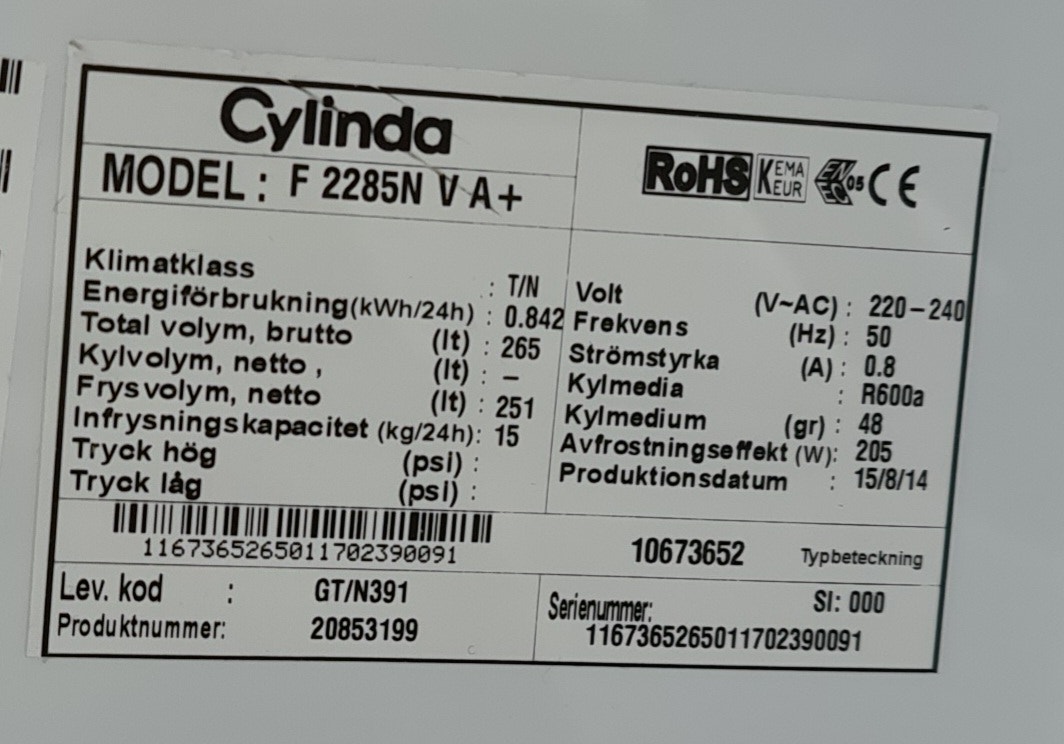 Cylinda
MODEL : F 2285N V A+
RoHS KEMA KEUR 05 CE
Klimatklass : T/N
Energiförbrukning(kWh/24h) : 0.842
Total volym, brutto (lt) : 265
Kylvolym, netto , (lt) : –
Frysvolym, netto (lt) : 251
Infrysningskapacitet (kg/24h): 15
Tryck hög (psi) :
Tryck låg (psi) :
Volt (V~AC) : 220-240
Frekvens (Hz) : 50
Strömstyrka (A) : 0.8
Kylmedia : R600a
Kylmedium (gr) : 48
Avfrostningseffekt (W): 205
Produktionsdatum : 15/8/14
1167365265011702390091
10673652 Typbeteckning
Lev. kod : GT/N391
Produktnummer: 20853199
SI: 000
Serienummer:
1167365265011702390091